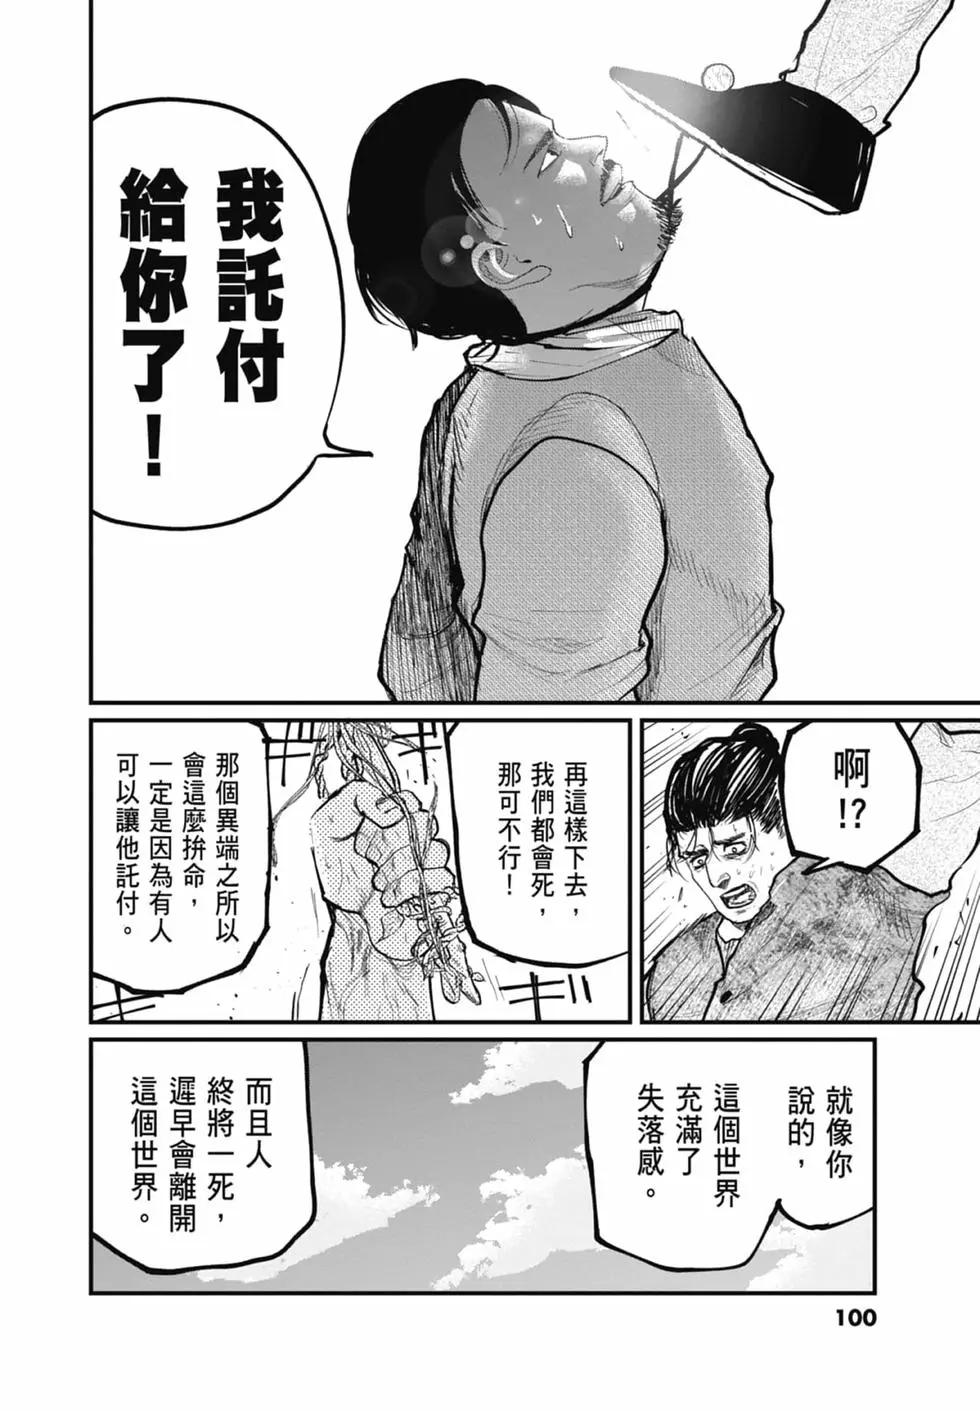 我託付
給你了！
啊
!?
再這樣下去，
我們都會死，
那可不行！
那個異端之所以
會這麼拚命，
一定是因為有人
可以讓他託付。
就像你
說的，
這個世界
充滿了
失落感。
而且人
終將一死，
遲早會離開
這個世界。
100